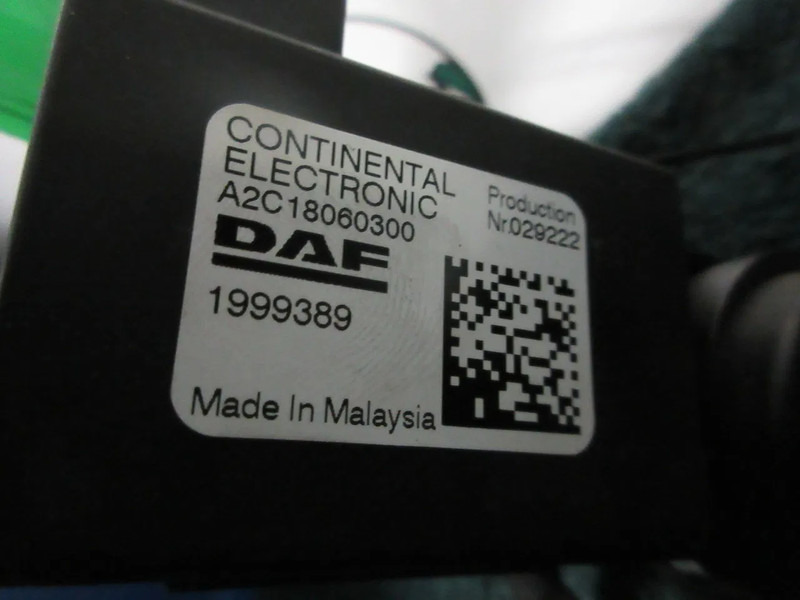 CONTINENTAL
ELECTRONIC
A2C18060300
DAF
1999389
Made In Malaysia
Production
Nr.029222